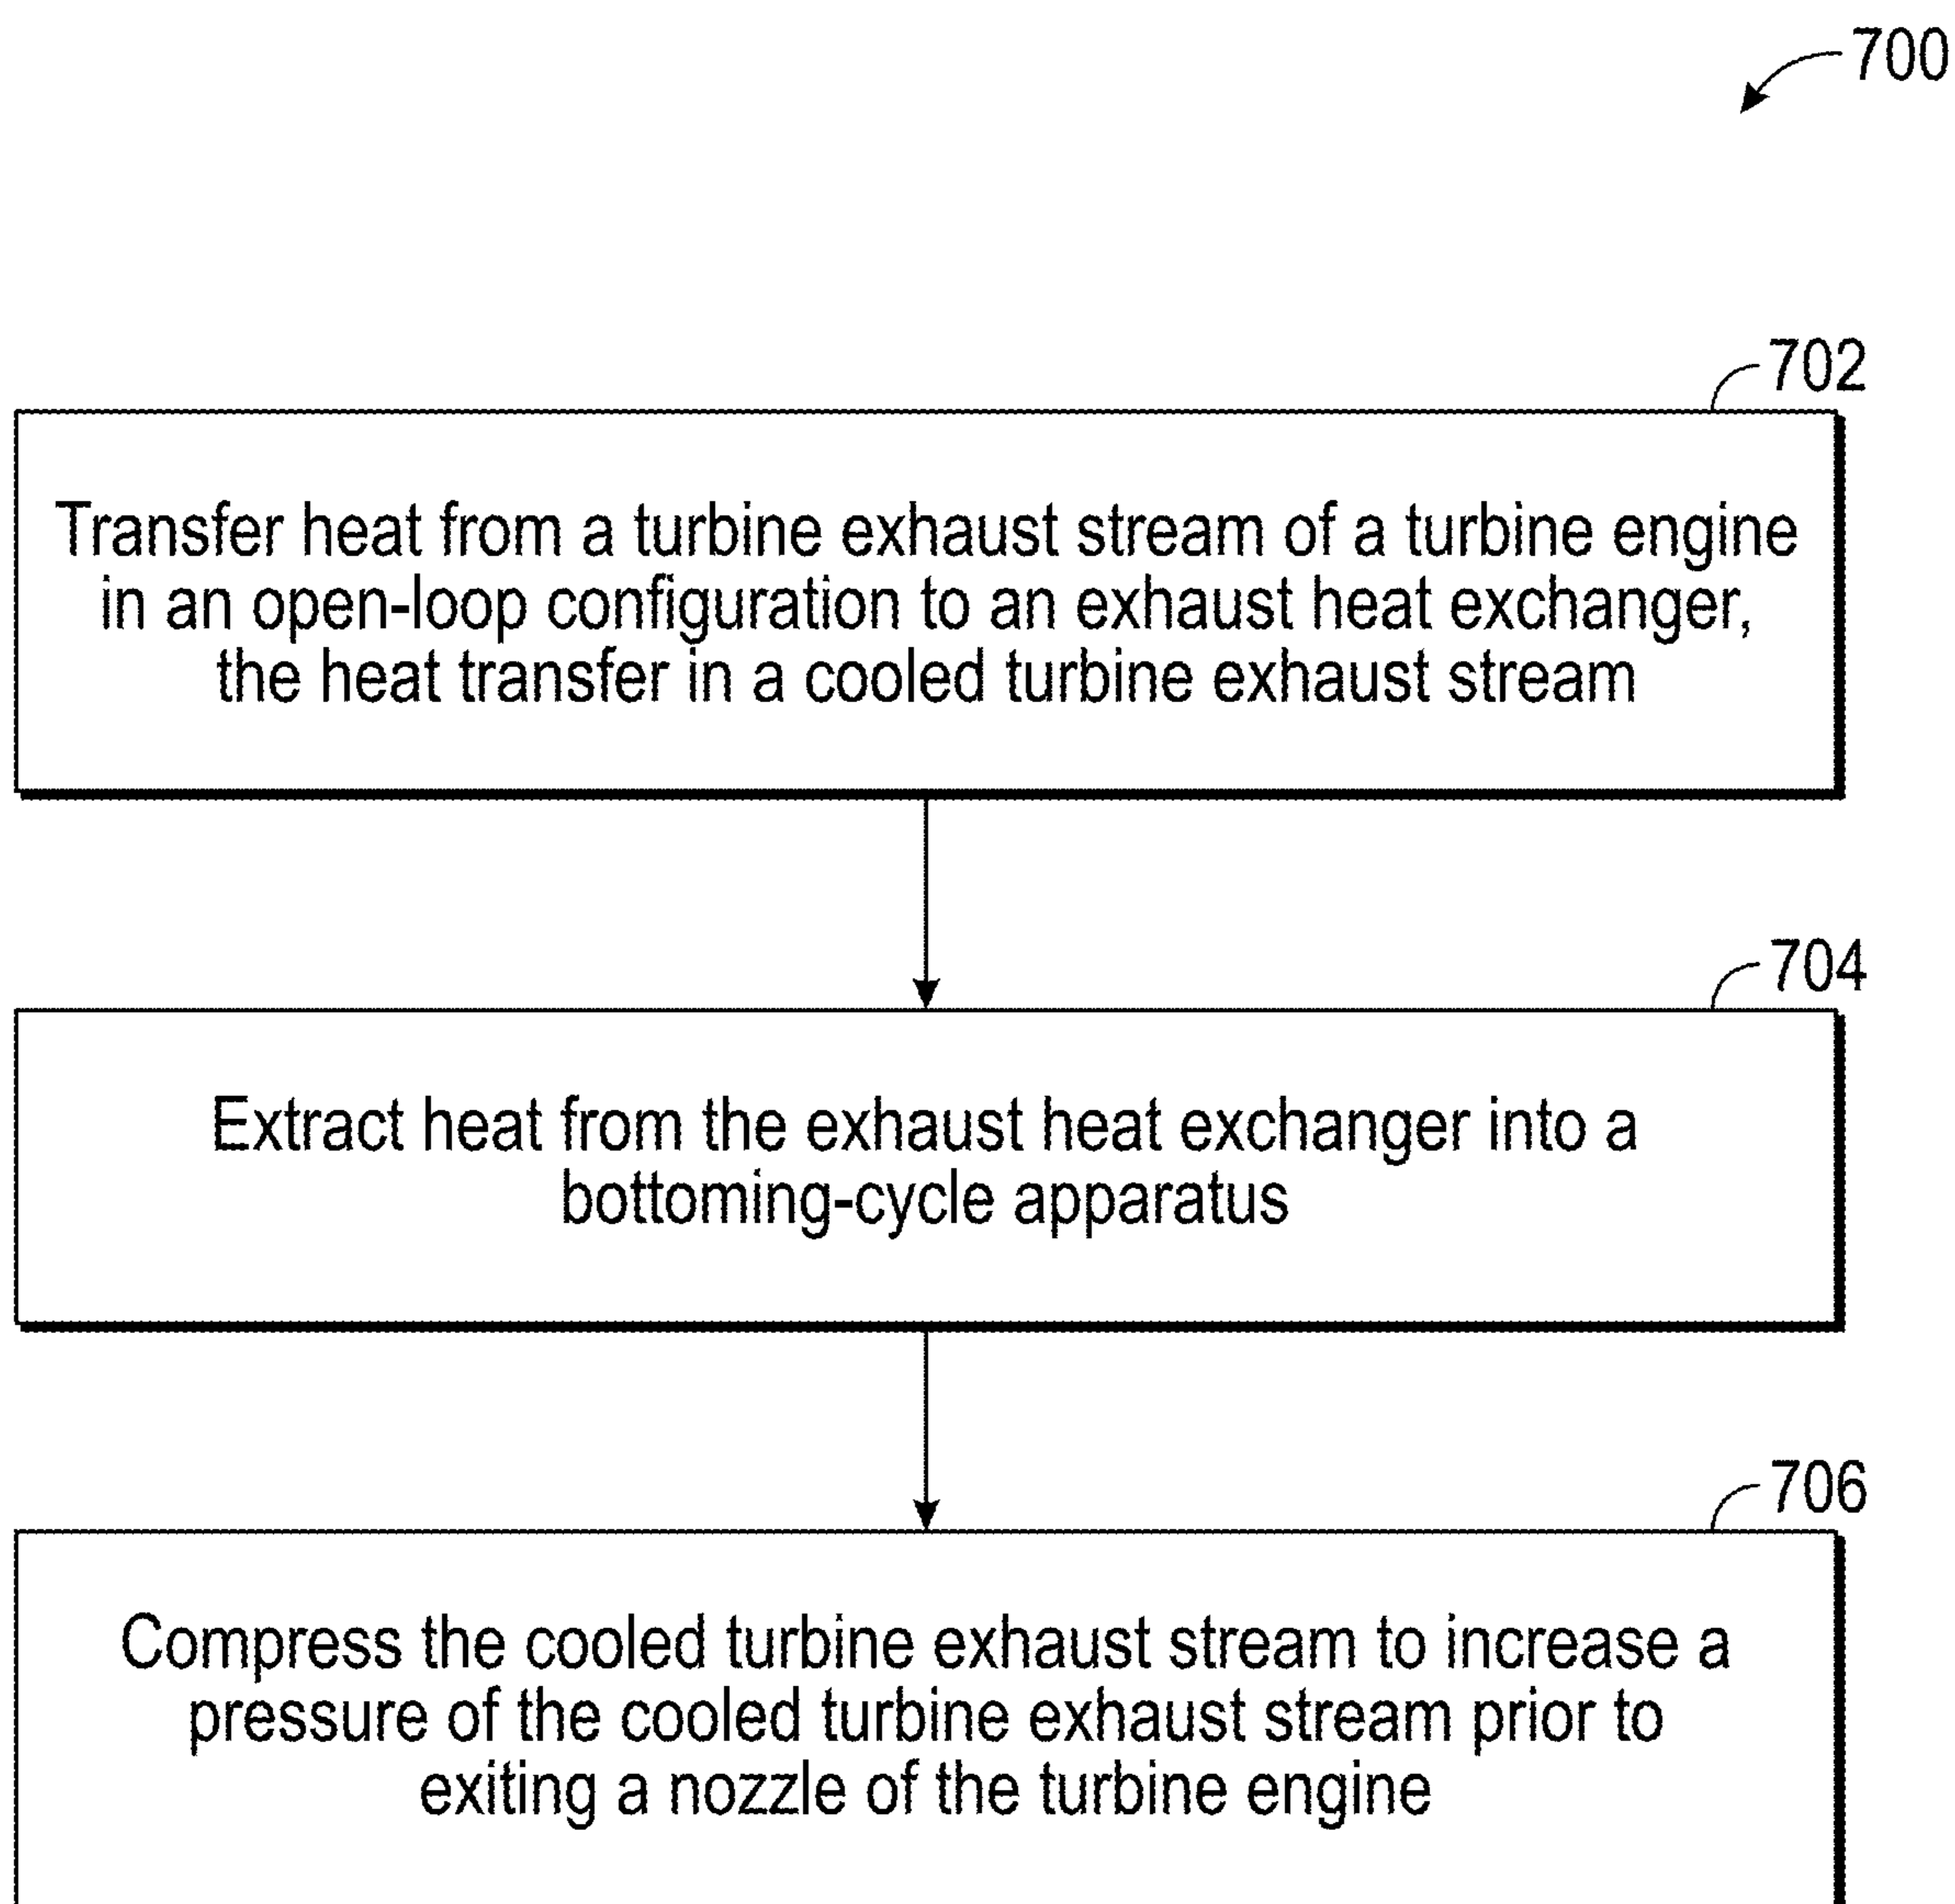 700
702
Transfer heat from a turbine exhaust stream of a turbine engine
in an open-loop configuration to an exhaust heat exchanger,
the heat transfer in a cooled turbine exhaust stream
704
Extract heat from the exhaust heat exchanger into a
bottoming-cycle apparatus
706
Compress the cooled turbine exhaust stream to increase a
pressure of the cooled turbine exhaust stream prior to
exiting a nozzle of the turbine engine